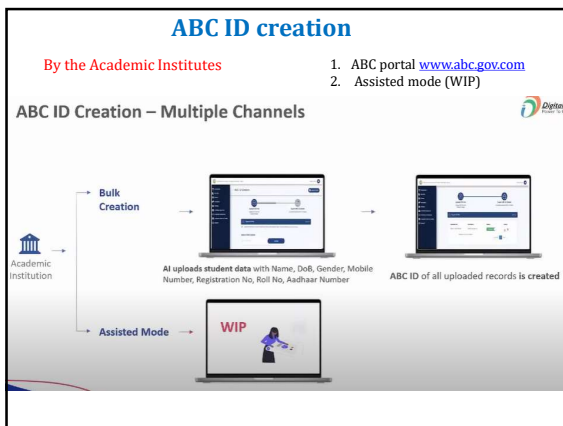 ABC ID creation
By the Academic Institutes
1. ABC portal www.abc.gov.com
2. Assisted mode (WIP)
ABC ID Creation – Multiple Channels
Digital
Bulk
Creation
Academic
Institution
AI uploads student data with Name, DoB, Gender, Mobile
Number, Registration No, Roll No, Aadhaar Number
ABC ID of all uploaded records is created
Assisted Mode
WIP